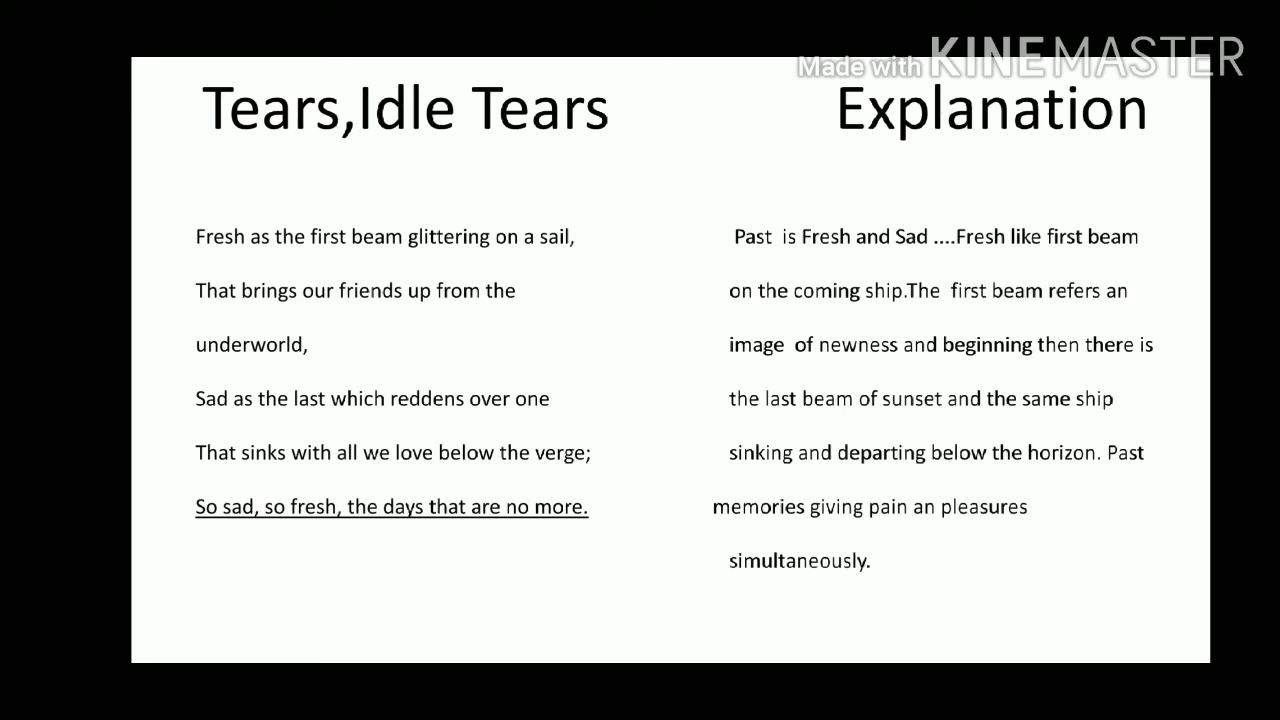 Made with KINEMASTER
Tears,Idle Tears
Fresh as the first beam glittering on a sail,
That brings our friends up from the
underworld,
Sad as the last which reddens over one
That sinks with all we love below the verge;
So sad, so fresh, the days that are no more.
Explanation
Past is Fresh and Sad ....Fresh like first beam
on the coming ship.The first beam refers an
image of newness and beginning then there is
the last beam of sunset and the same ship
sinking and departing below the horizon. Past
memories giving pain an pleasures
simultaneously.